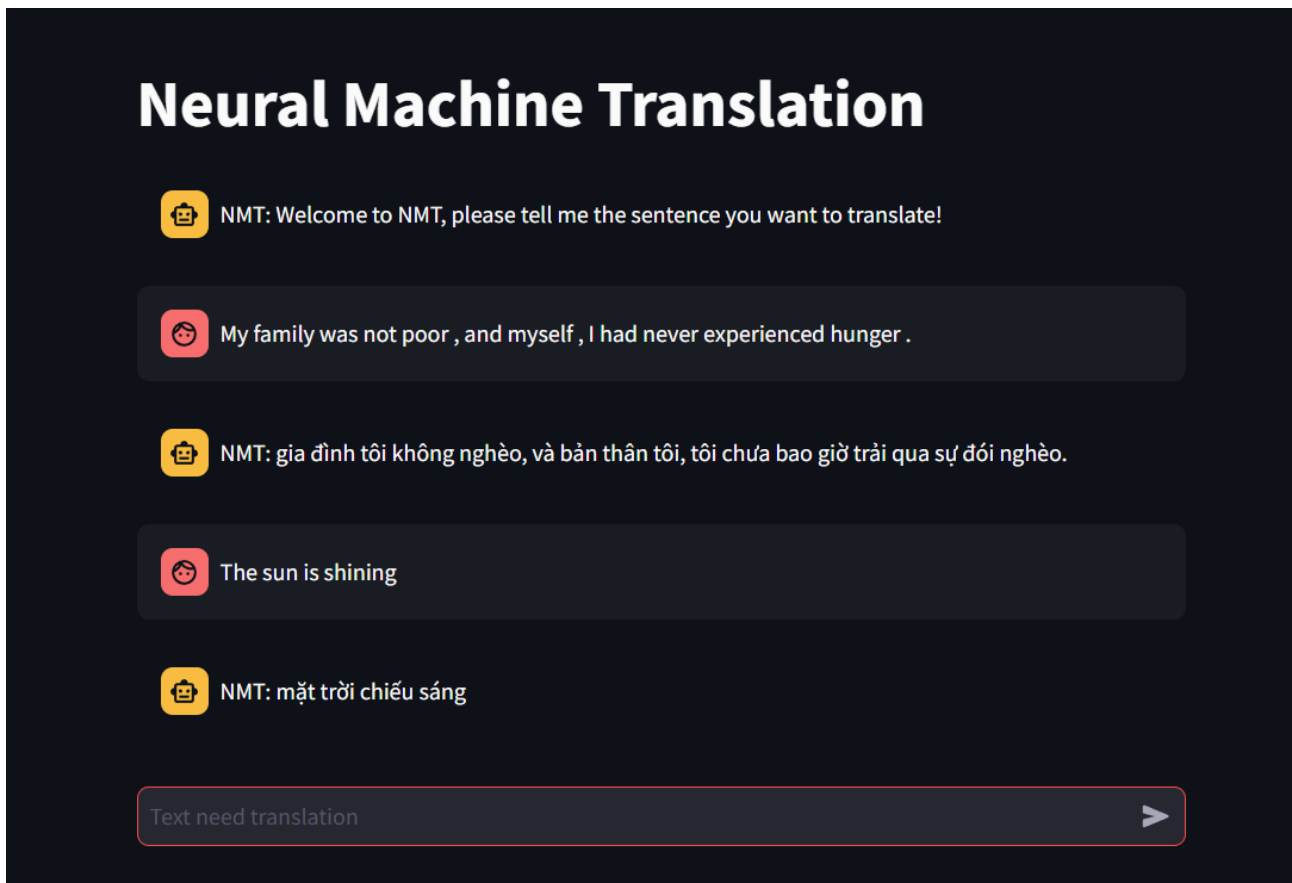 Neural Machine Translation
NMT: Welcome to NMT, please tell me the sentence you want to translate!
My family was not poor , and myself , I had never experienced hunger .
NMT: gia đình tôi không nghèo, và bản thân tôi, tôi chưa bao giờ trải qua sự đói nghèo.
The sun is shining
NMT: mặt trời chiếu sáng
Text need translation